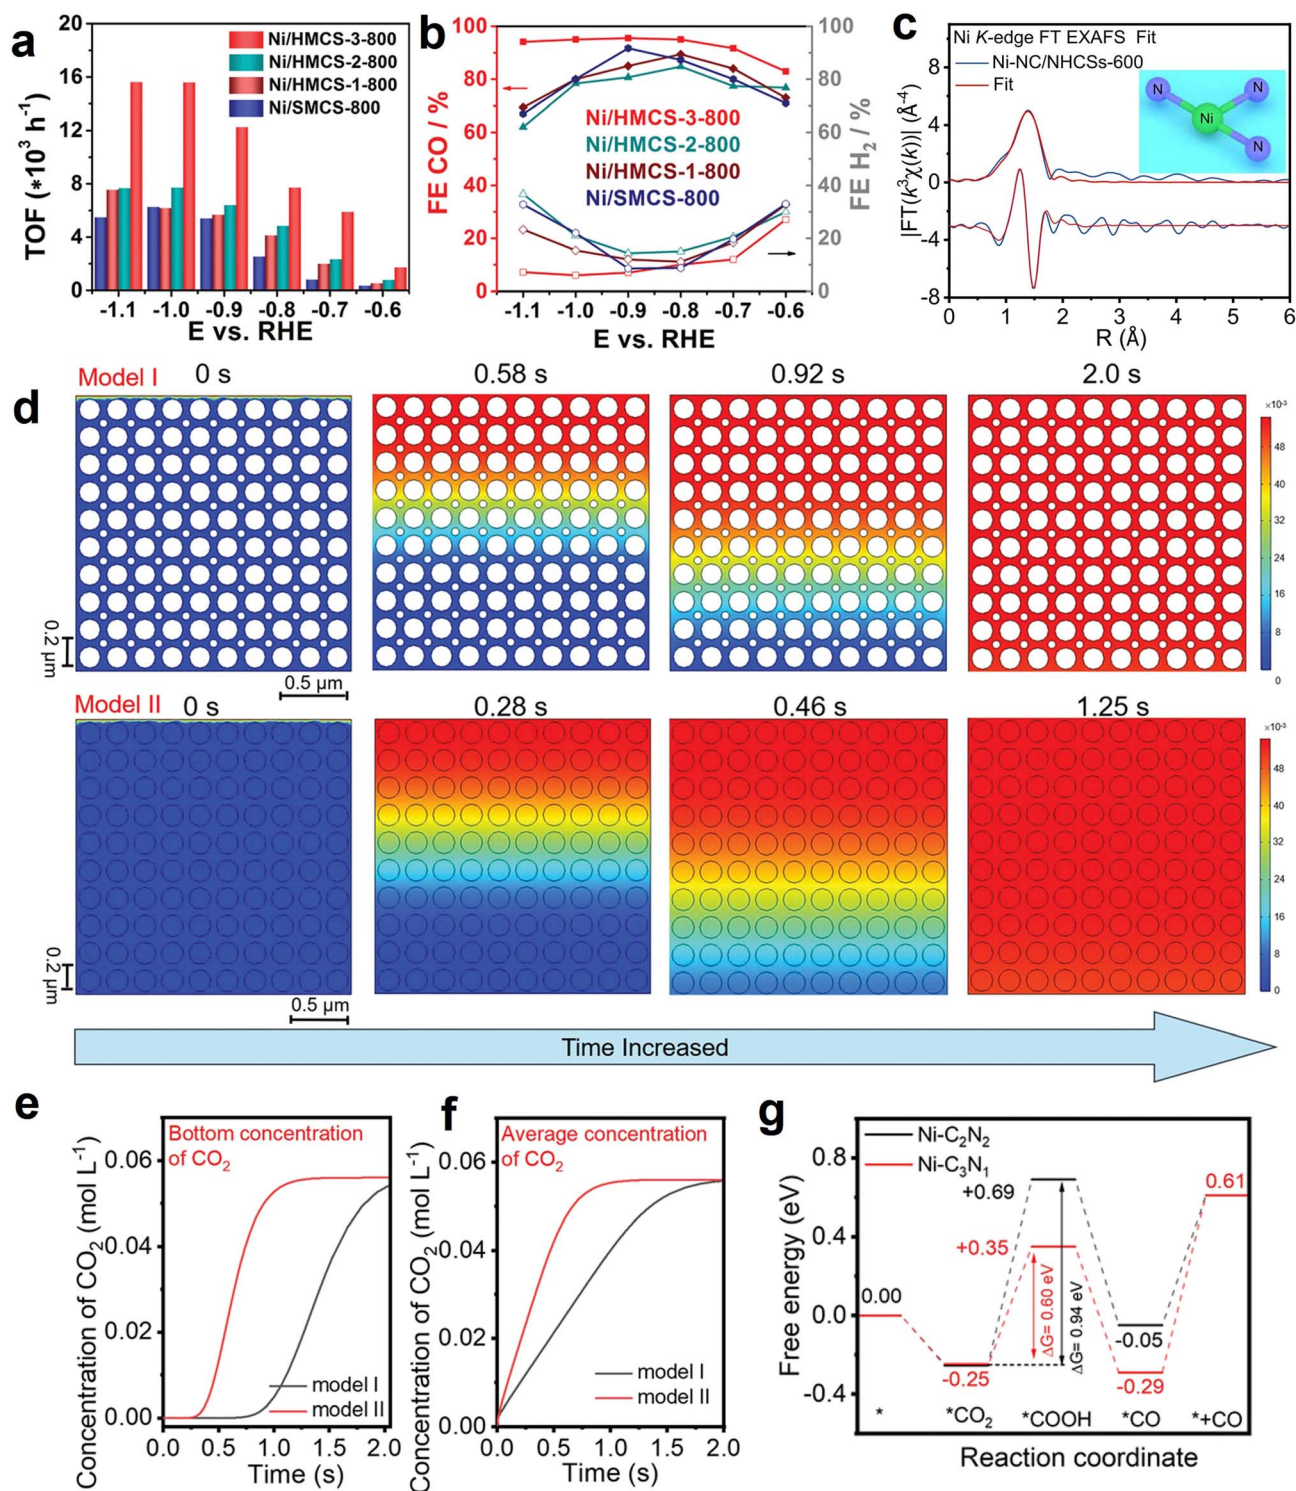 a
20
16
12
8
4
0
TOF (*10³ h⁻¹)
Ni/HMCS-3-800
Ni/HMCS-2-800
Ni/HMCS-1-800
Ni/SMCS-800
-1.1 -1.0 -0.9 -0.8 -0.7 -0.6
E vs. RHE
b
100
80
60
40
20
0
FE CO / %
Ni/HMCS-3-800
Ni/HMCS-2-800
Ni/HMCS-1-800
Ni/SMCS-800
100
80
60
40
20
0
FE H₂ / %
-1.1 -1.0 -0.9 -0.8 -0.7 -0.6
E vs. RHE
c
Ni K-edge FT EXAFS Fit
Ni-NC/NHCSs-600
Fit
N
N
Ni
N
8
4
0
-4
-8
|FT(k³χ(k))| (Å⁻⁴)
0 1 2 3 4 5 6
R (Å)
d
Model I
0 s 0.58 s 0.92 s 2.0 s
0.2 µm
0.5 µm
×10⁻³
48
40
32
24
16
8
0
Model II
0 s 0.28 s 0.46 s 1.25 s
0.2 µm
0.5 µm
×10⁻³
48
40
32
24
16
8
0
Time Increased
e
Bottom concentration
of CO₂
0.06
0.04
0.02
0.00
Concentration of CO₂ (mol L⁻¹)
model I
model II
0.0 0.5 1.0 1.5 2.0
Time (s)
f
Average concentration
of CO₂
0.06
0.04
0.02
0.00
Concentration of CO₂ (mol L⁻¹)
model I
model II
0.0 0.5 1.0 1.5 2.0
Time (s)
g
Ni-C₂N₂
Ni-C₃N₁
0.8
0.4
0.0
-0.4
Free energy (eV)
+0.69
0.61
+0.35
0.00
ΔG= 0.60 eV
ΔG= 0.94 eV
-0.05
-0.25
-0.29
* *CO₂ *COOH *CO *+CO
Reaction coordinate